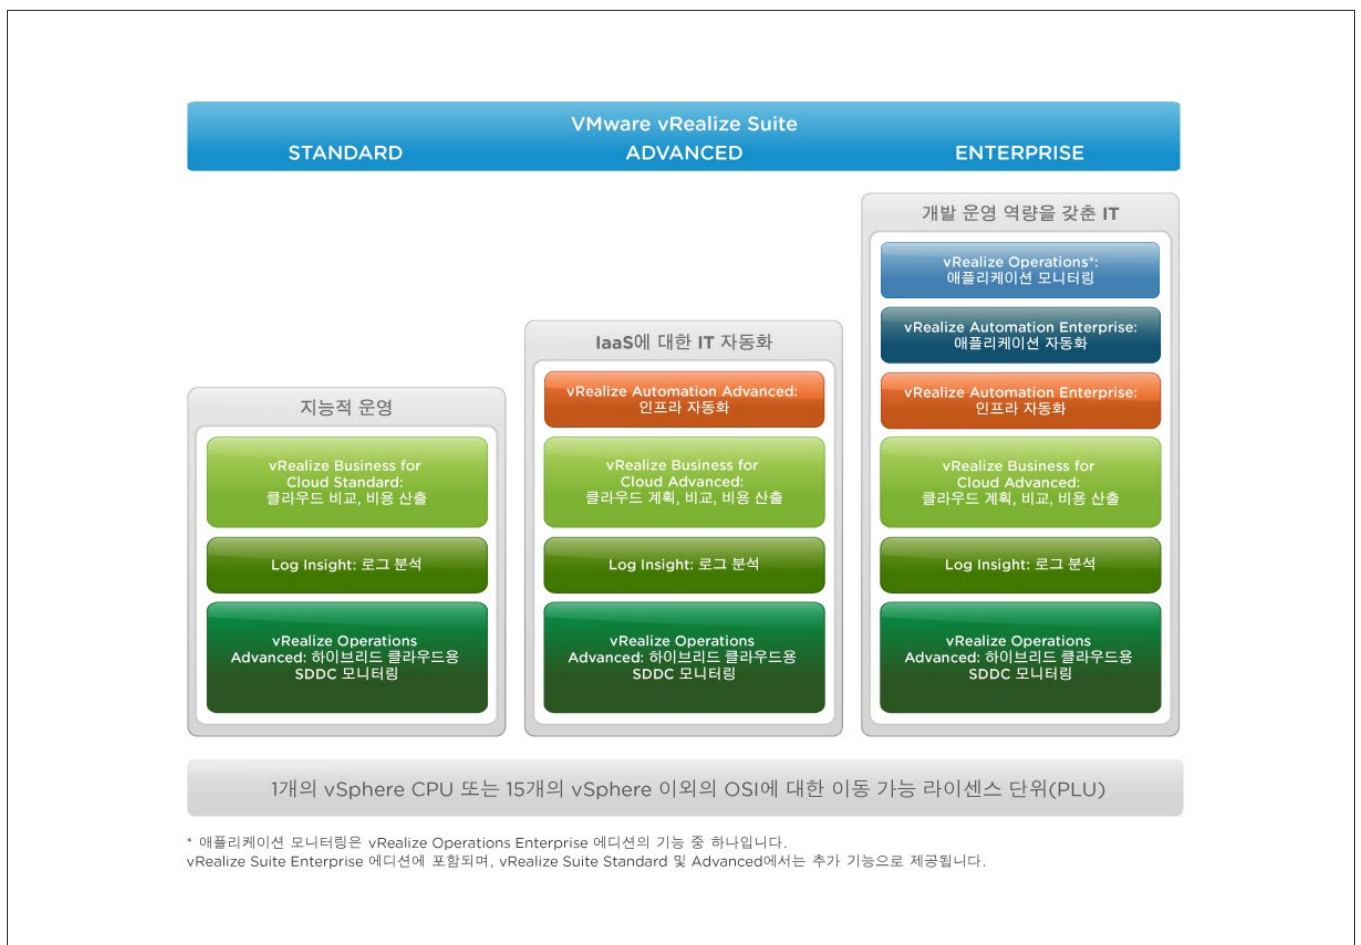 VMware vRealize Suite
STANDARD
ADVANCED
ENTERPRISE
지능적 운영
vRealize Business for
Cloud Standard:
클라우드 비교, 비용 산출
Log Insight: 로그 분석
vRealize Operations
Advanced: 하이브리드 클라우드용
SDDC 모니터링
IaaS에 대한 IT 자동화
vRealize Automation Advanced:
인프라 자동화
vRealize Business for
Cloud Advanced:
클라우드 계획, 비교, 비용 산출
Log Insight: 로그 분석
vRealize Operations
Advanced: 하이브리드 클라우드용
SDDC 모니터링
개발 운영 역량을 갖춘 IT
vRealize Operations*:
애플리케이션 모니터링
vRealize Automation Enterprise:
애플리케이션 자동화
vRealize Automation Enterprise:
인프라 자동화
vRealize Business for
Cloud Advanced:
클라우드 계획, 비교, 비용 산출
Log Insight: 로그 분석
vRealize Operations
Advanced: 하이브리드 클라우드용
SDDC 모니터링
1개의 vSphere CPU 또는 15개의 vSphere 이외의 OSI에 대한 이동 가능 라이센스 단위(PLU)
* 애플리케이션 모니터링은 vRealize Operations Enterprise 에디션의 기능 중 하나입니다.
vRealize Suite Enterprise 에디션에 포함되며, vRealize Suite Standard 및 Advanced에서는 추가 기능으로 제공됩니다.